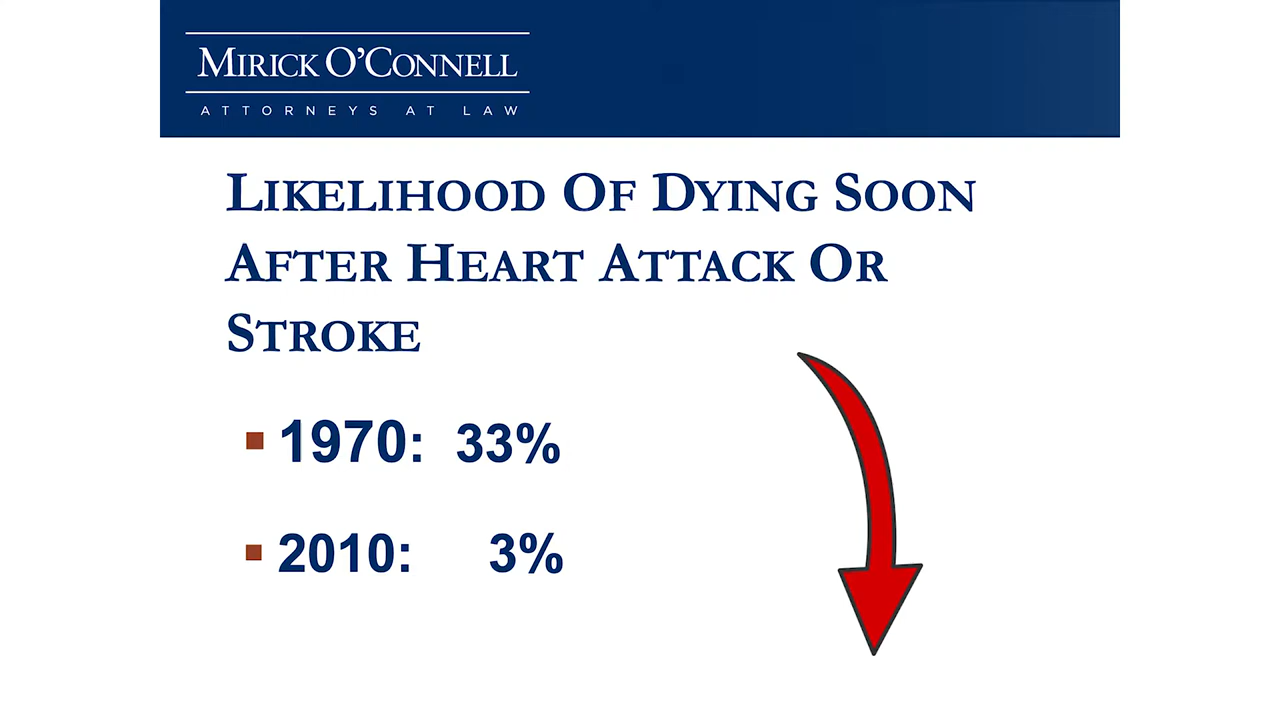 MIRICK O'CONNELL
ATTORNEYS AT LAW
LIKELIHOOD OF DYING SOON
AFTER HEART ATTACK OR
STROKE
▪ 1970: 33%
▪ 2010: 3%